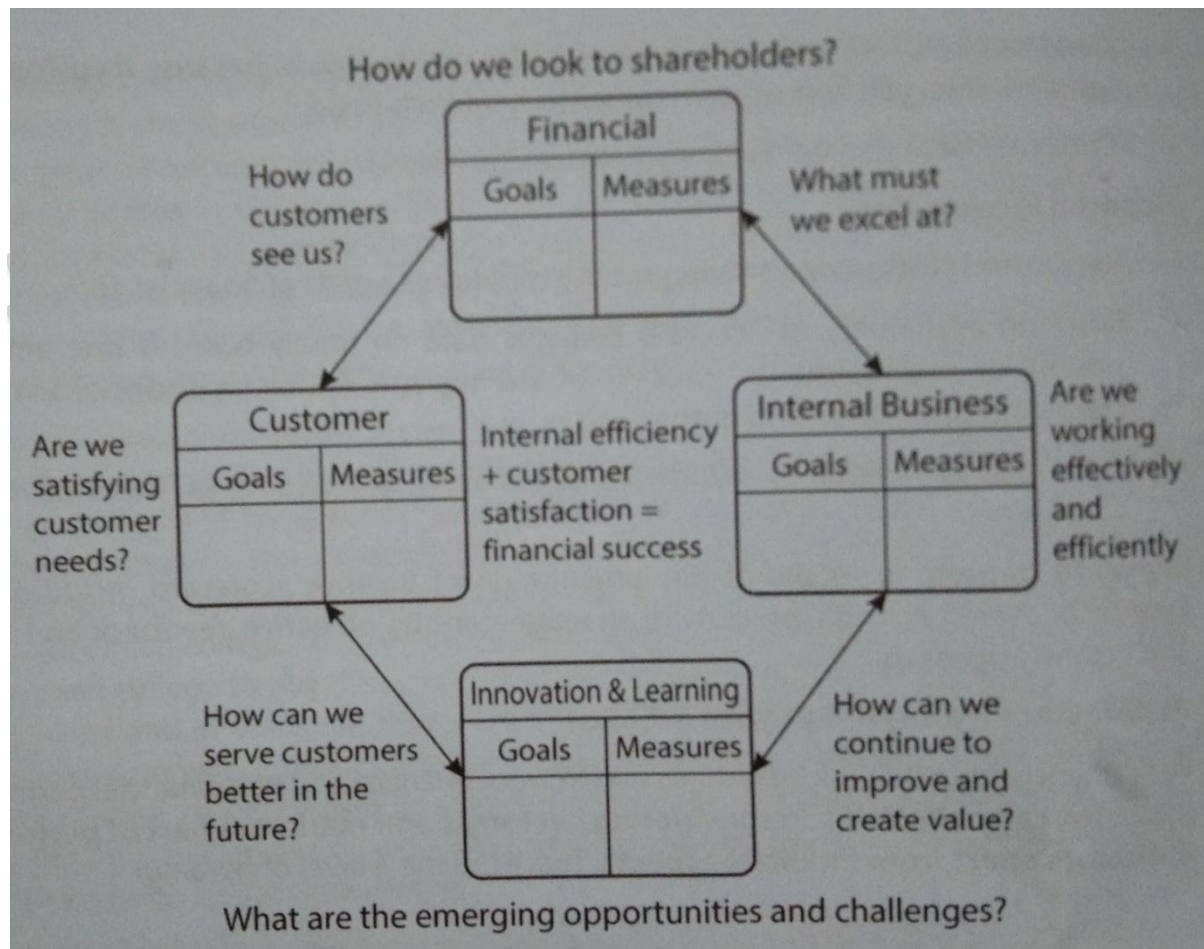 How do we look to shareholders?
Financial
Goals
Measures
How do
customers
see us?
What must
we excel at?
Customer
Goals
Measures
Are we
satisfying
customer
needs?
Internal efficiency
+ customer
satisfaction =
financial success
Internal Business
Goals
Measures
Are we
working
effectively
and
efficiently
Innovation & Learning
Goals
Measures
How can we
serve customers
better in the
future?
How can we
continue to
improve and
create value?
What are the emerging opportunities and challenges?